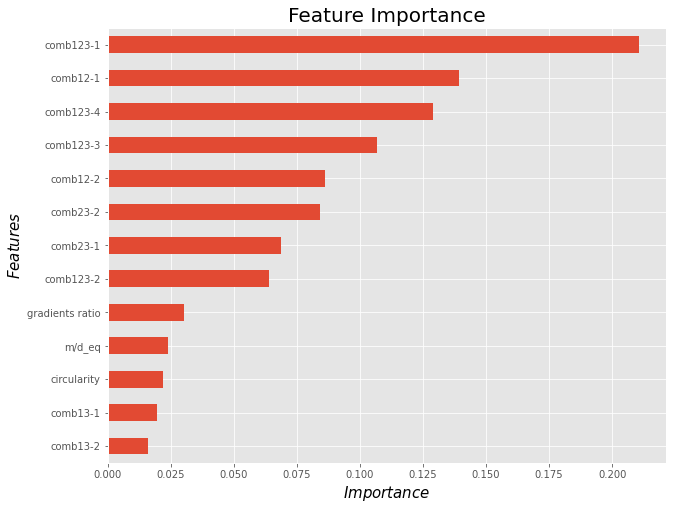 Feature Importance
comb123-1
comb12-1
comb123-4
comb123-3
comb12-2
comb23-2
comb23-1
comb123-2
gradients ratio
m/d_eq
circularity
comb13-1
comb13-2
Features
0.000 0.025 0.050 0.075 0.100 0.125 0.150 0.175 0.200
Importance